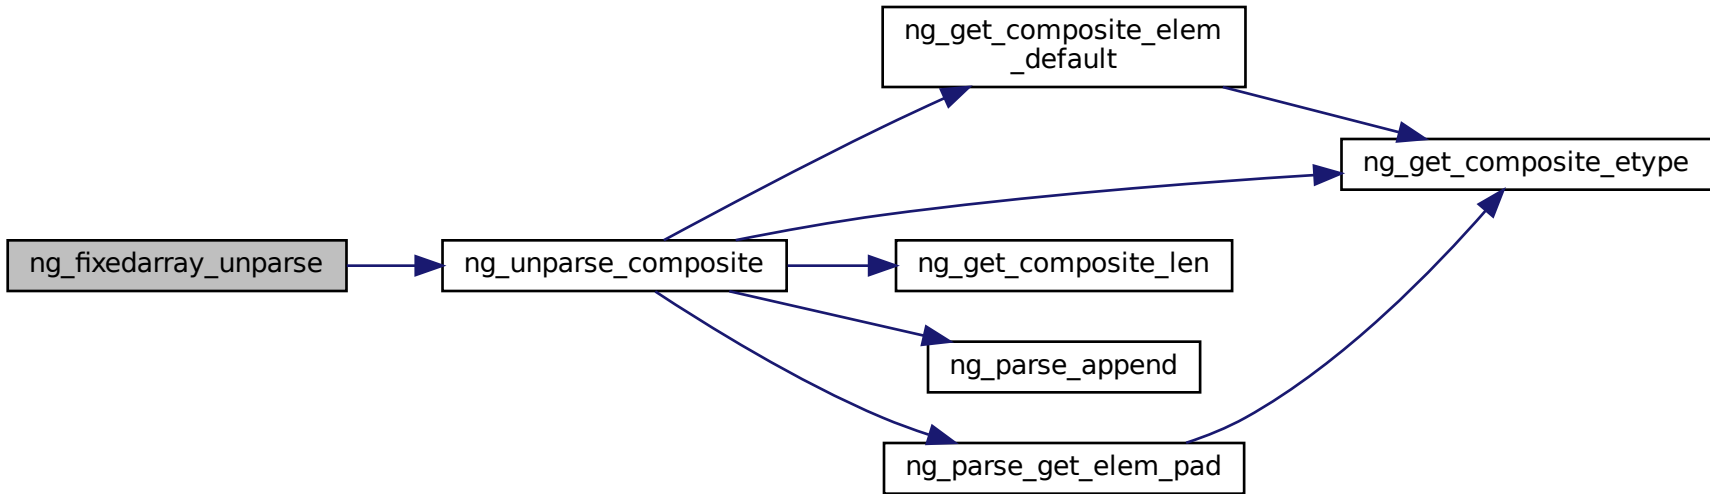 ng_get_composite_elem
_default
ng_get_composite_etype
ng_fixedarray_unparse
ng_unparse_composite
ng_get_composite_len
ng_parse_append
ng_parse_get_elem_pad